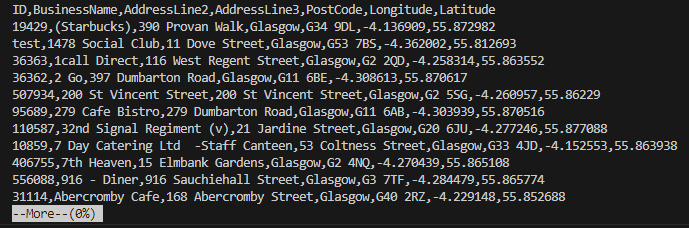 ID,BusinessName,AddressLine2,AddressLine3,PostCode,Longitude,Latitude
19429,(Starbucks),390 Provan Walk,Glasgow,G34 9DL,-4.136909,55.872982
test,1478 Social Club,11 Dove Street,Glasgow,G53 7BS,-4.362002,55.812693
36363,1call Direct,116 West Regent Street,Glasgow,G2 2QD,-4.258314,55.863552
36362,2 Go,397 Dumbarton Road,Glasgow,G11 6BE,-4.308613,55.870617
507934,200 St Vincent Street,200 St Vincent Street,Glasgow,G2 5SG,-4.260957,55.86229
95689,279 Cafe Bistro,279 Dumbarton Road,Glasgow,G11 6AB,-4.303939,55.870516
110587,32nd Signal Regiment (v),21 Jardine Street,Glasgow,G20 6JU,-4.277246,55.877088
10859,7 Day Catering Ltd  -Staff Canteen,53 Coltness Street,Glasgow,G33 4JD,-4.152553,55.863938
406755,7th Heaven,15 Elmbank Gardens,Glasgow,G2 4NQ,-4.270439,55.865108
556088,916 - Diner,916 Sauchiehall Street,Glasgow,G3 7TF,-4.284479,55.865774
31114,Abercromby Cafe,168 Abercromby Street,Glasgow,G40 2RZ,-4.229148,55.852688
--More--(0%)